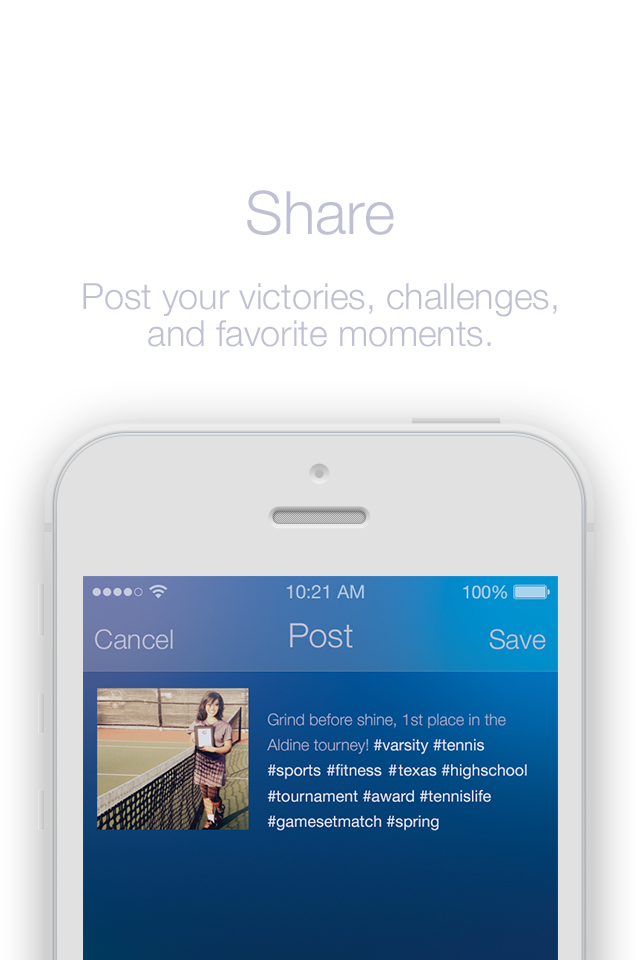 Share
Post your victories, challenges,
and favorite moments.
10:21 AM 100%
Cancel Post Save
Grind before shine, 1st place in the
Aldine tourney! #varsity #tennis
#sports #fitness #texas #highschool
#tournament #award #tennislife
#gamesetmatch #spring